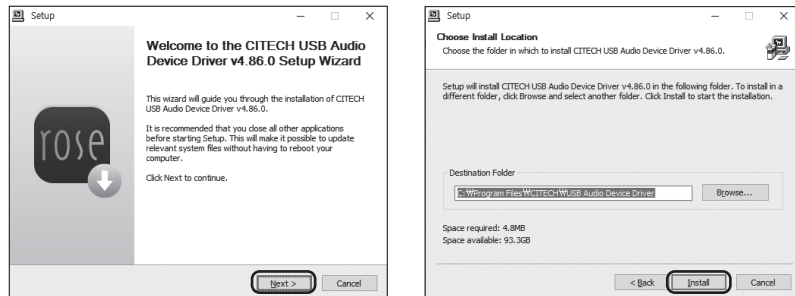 Setup
Welcome to the CITECH USB Audio
Device Driver v4.86.0 Setup Wizard
This wizard will guide you through the installation of CITECH
USB Audio Device Driver v4.86.0.
It is recommended that you close all other applications
before starting Setup. This will make it possible to update
relevant system files without having to reboot your
computer.
Click Next to continue.
rose
Next >
Cancel
Setup
Choose Install Location
Choose the folder in which to install CITECH USB Audio Device Driver v4.86.0.
Setup will install CITECH USB Audio Device Driver v4.86.0 in the following folder. To install in a
different folder, click Browse and select another folder. Click Install to start the installation.
Destination Folder
C:₩Program Files₩CITECH₩USB Audio Device Driver
Browse...
Space required: 4.8MB
Space available: 93.3GB
< Back
Install
Cancel